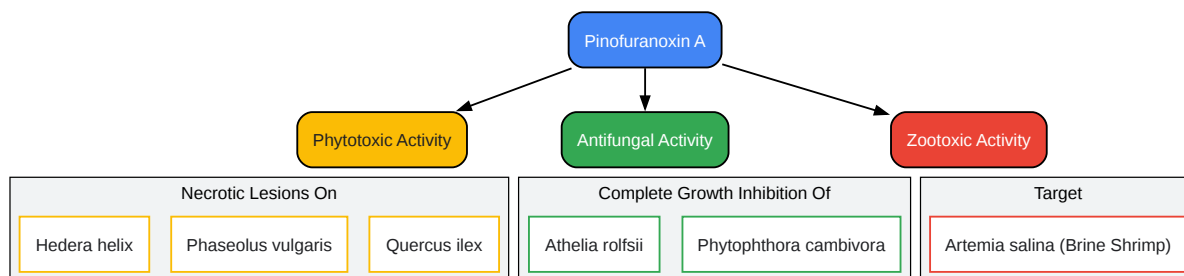 Pinofuranoxin A
Phytotoxic Activity
Antifungal Activity
Zootoxic Activity
Necrotic Lesions On
Complete Growth Inhibition Of
Target
Hedera helix
Phaseolus vulgaris
Quercus ilex
Athelia rolfsii
Phytophthora cambivora
Artemia salina (Brine Shrimp)